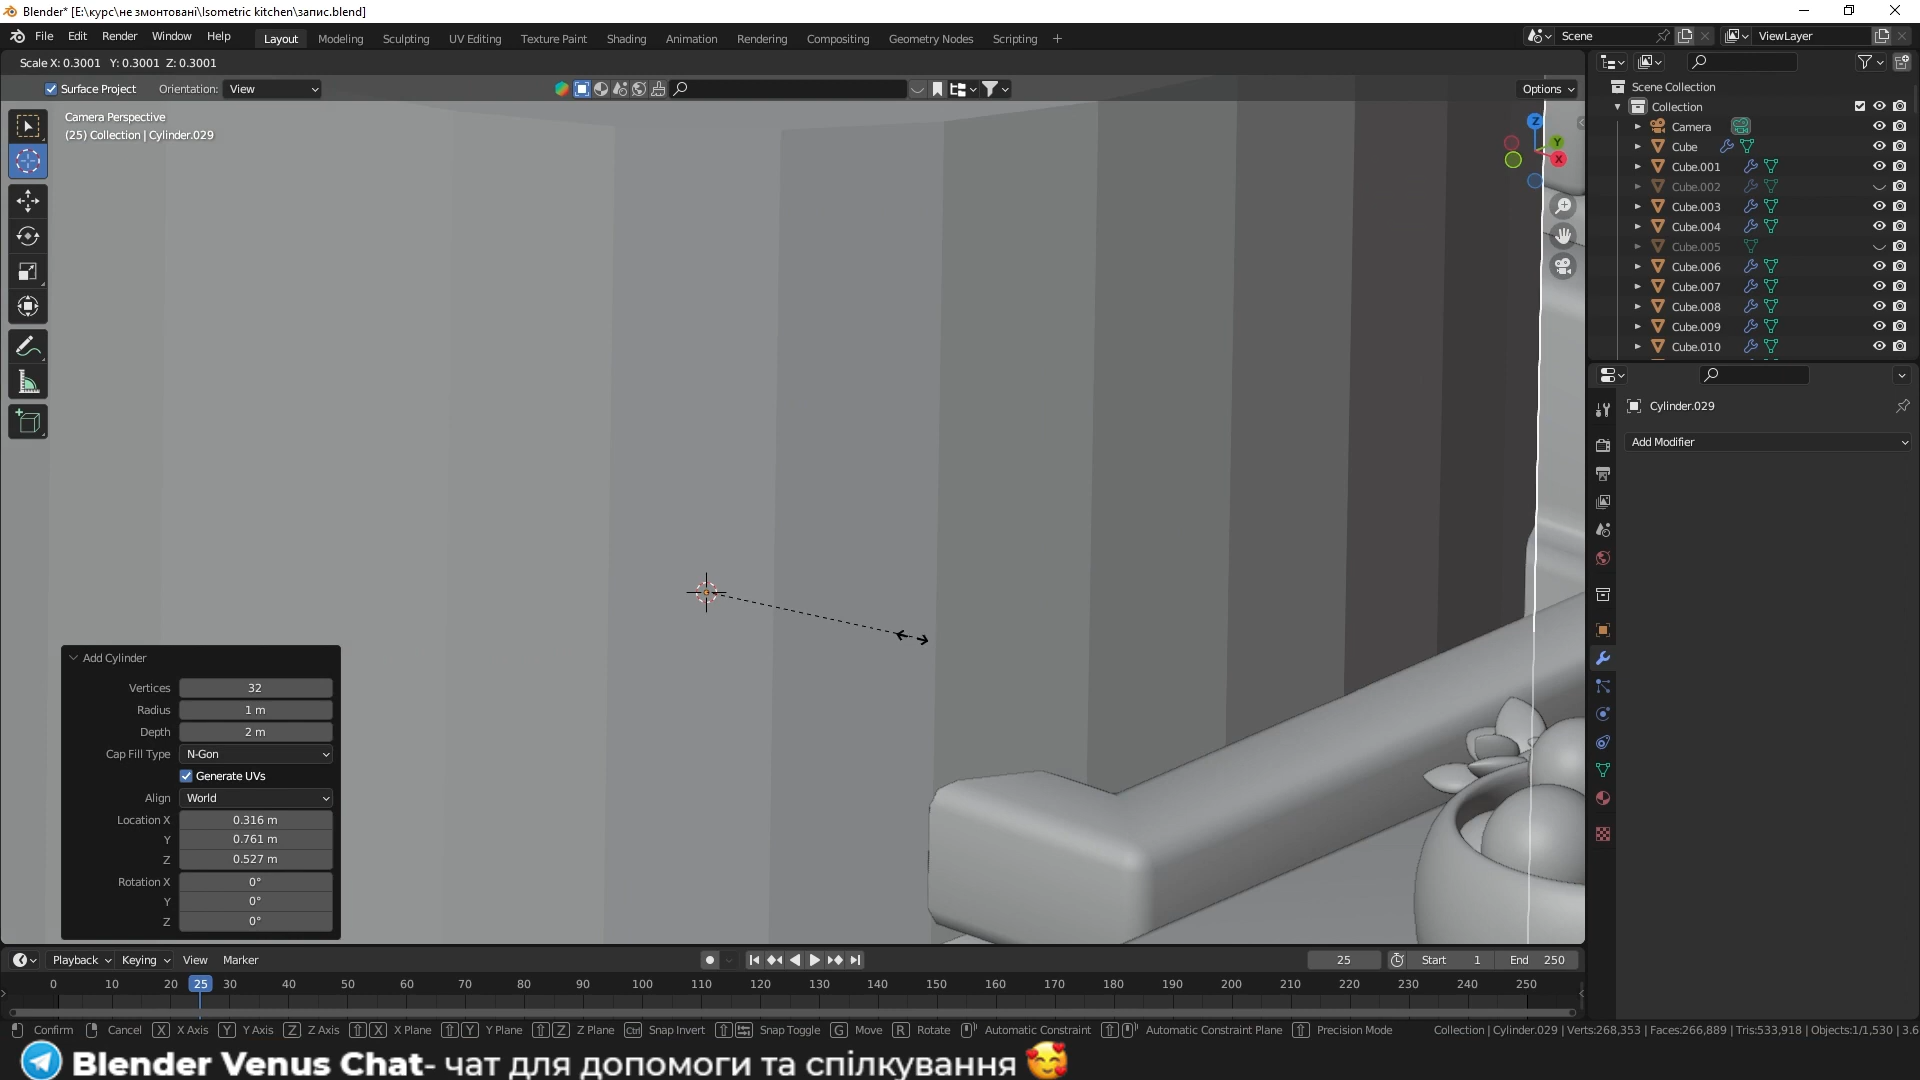 Blender* [E:\курс\не змонтовані\Isometric kitchen\запис.blend]
File Edit Render Window Help Layout Modeling Sculpting UV Editing Texture Paint Shading Animation Rendering Compositing Geometry Nodes Scripting + Scene ViewLayer
Scale X: 0.3001 Y: 0.3001 Z: 0.3001
Surface Project Orientation: View Options
Camera Perspective
(25) Collection | Cylinder.029
Z
Y
X
Scene Collection
Collection
Camera
Cube
Cube.001
Cube.002
Cube.003
Cube.004
Cube.005
Cube.006
Cube.007
Cube.008
Cube.009
Cube.010
Cylinder.029
Add Modifier
Add Cylinder
Vertices 32
Radius 1 m
Depth 2 m
Cap Fill Type N-Gon
Generate UVs
Align World
Location X 0.316 m
Y 0.761 m
Z 0.527 m
Rotation X 0°
Y 0°
Z 0°
Playback Keying View Marker 25 Start 1 End 250
0 10 20 25 30 40 50 60 70 80 90 100 110 120 130 140 150 160 170 180 190 200 210 220 230 240 250
Confirm Cancel X X Axis Y Y Axis Z Z Axis X X Plane Y Y Plane Z Z Plane Ctrl Snap Invert Snap Toggle G Move R Rotate Automatic Constraint Automatic Constraint Plane Precision Mode Collection | Cylinder.029 | Verts:268,353 | Faces:266,889 | Tris:533,918 | Objects:1/1,530 | 3.6
Blender Venus Chat- чат для допомоги та спілкування 🥰